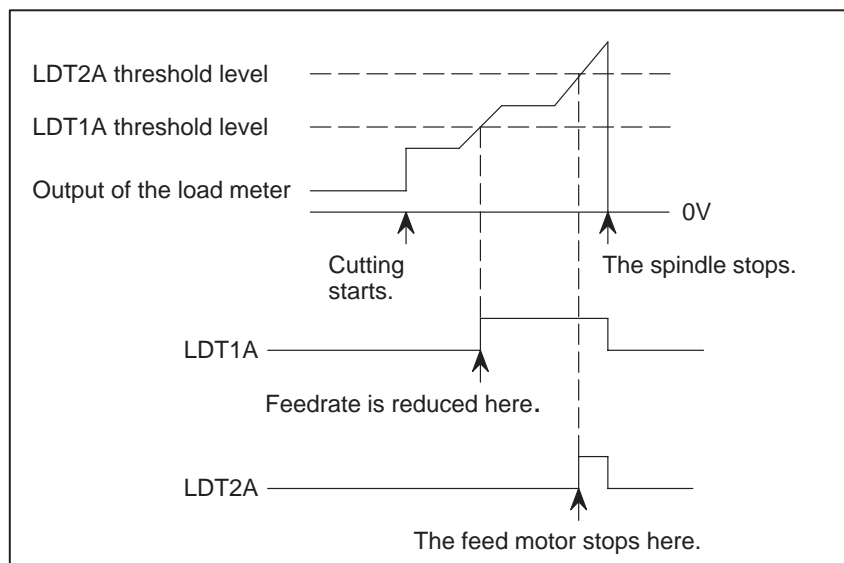 LDT2A threshold level
LDT1A threshold level
Output of the load meter
0V
Cutting
starts.
The spindle stops.
LDT1A
Feedrate is reduced here.
LDT2A
The feed motor stops here.